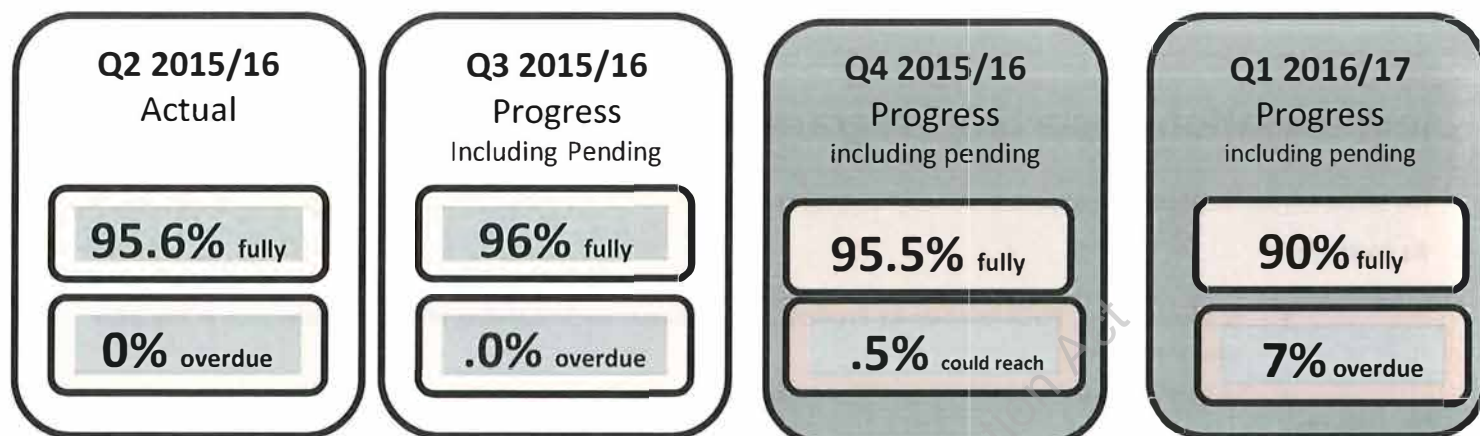 Q2 2015/16
Actual
95.6% fully
0% overdue
Q3 2015/16
Progress
Including Pending
96% fully
.0% overdue
Q4 2015/16
Progress
including pending
95.5% fully
.5% could reach
Q1 2016/17
Progress
including pending
90% fully
7% overdue
Act